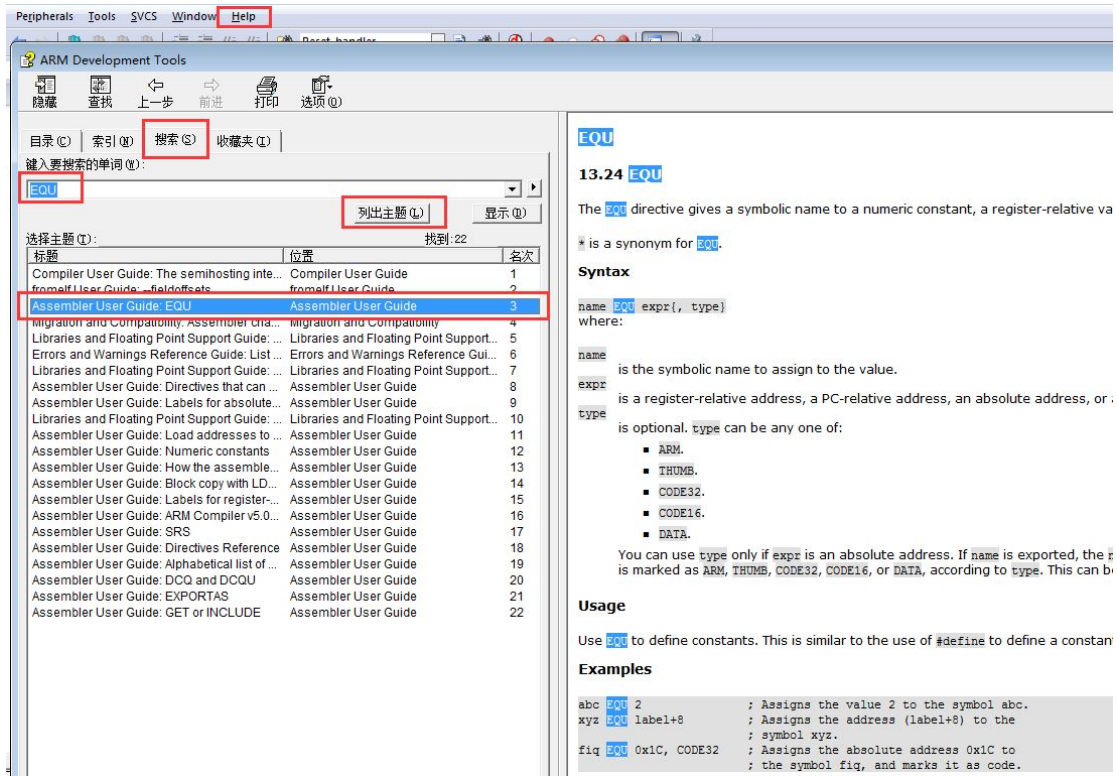 Peripherals Tools SVCS Window Help
Reset_handler
ARM Development Tools
隐藏 查找 上一步 前进 打印 选项(O)
目录(C) 索引(N) 搜索(S) 收藏夹(I)
键入要搜索的单词(W):
EQU
列出主题(L) 显示(D)
选择主题(T): 找到:22
标题 位置 名次
Compiler User Guide: The semihosting inte... Compiler User Guide 1
fromelf User Guide: --fieldoffsets fromelf User Guide 2
Assembler User Guide: EQU Assembler User Guide 3
Migration and Compatibility: Assembler cha... Migration and Compatibility 4
Libraries and Floating Point Support Guide: ... Libraries and Floating Point Support... 5
Errors and Warnings Reference Guide: List ... Errors and Warnings Reference Gui... 6
Libraries and Floating Point Support Guide: ... Libraries and Floating Point Support... 7
Assembler User Guide: Directives that can ... Assembler User Guide 8
Assembler User Guide: Labels for absolute... Assembler User Guide 9
Libraries and Floating Point Support Guide: ... Libraries and Floating Point Support... 10
Assembler User Guide: Load addresses to ... Assembler User Guide 11
Assembler User Guide: Numeric constants Assembler User Guide 12
Assembler User Guide: How the assemble... Assembler User Guide 13
Assembler User Guide: Block copy with LD... Assembler User Guide 14
Assembler User Guide: Labels for register-... Assembler User Guide 15
Assembler User Guide: ARM Compiler v5.0... Assembler User Guide 16
Assembler User Guide: SRS Assembler User Guide 17
Assembler User Guide: Directives Reference Assembler User Guide 18
Assembler User Guide: Alphabetical list of ... Assembler User Guide 19
Assembler User Guide: DCQ and DCQU Assembler User Guide 20
Assembler User Guide: EXPORTAS Assembler User Guide 21
Assembler User Guide: GET or INCLUDE Assembler User Guide 22
EQU
13.24 EQU
The EQU directive gives a symbolic name to a numeric constant, a register-relative va
* is a synonym for EQU.
Syntax
name EQU expr{, type}
where:
name
is the symbolic name to assign to the value.
expr
is a register-relative address, a PC-relative address, an absolute address, or
type
is optional. type can be any one of:
▪ ARM.
▪ THUMB.
▪ CODE32.
▪ CODE16.
▪ DATA.
You can use type only if expr is an absolute address. If name is exported, the
is marked as ARM, THUMB, CODE32, CODE16, or DATA, according to type. This can b
Usage
Use EQU to define constants. This is similar to the use of #define to define a constan
Examples
abc EQU 2 ; Assigns the value 2 to the symbol abc.
xyz EQU label+8 ; Assigns the address (label+8) to the
; symbol xyz.
fiq EQU 0x1C, CODE32 ; Assigns the absolute address 0x1C to
; the symbol fiq, and marks it as code.